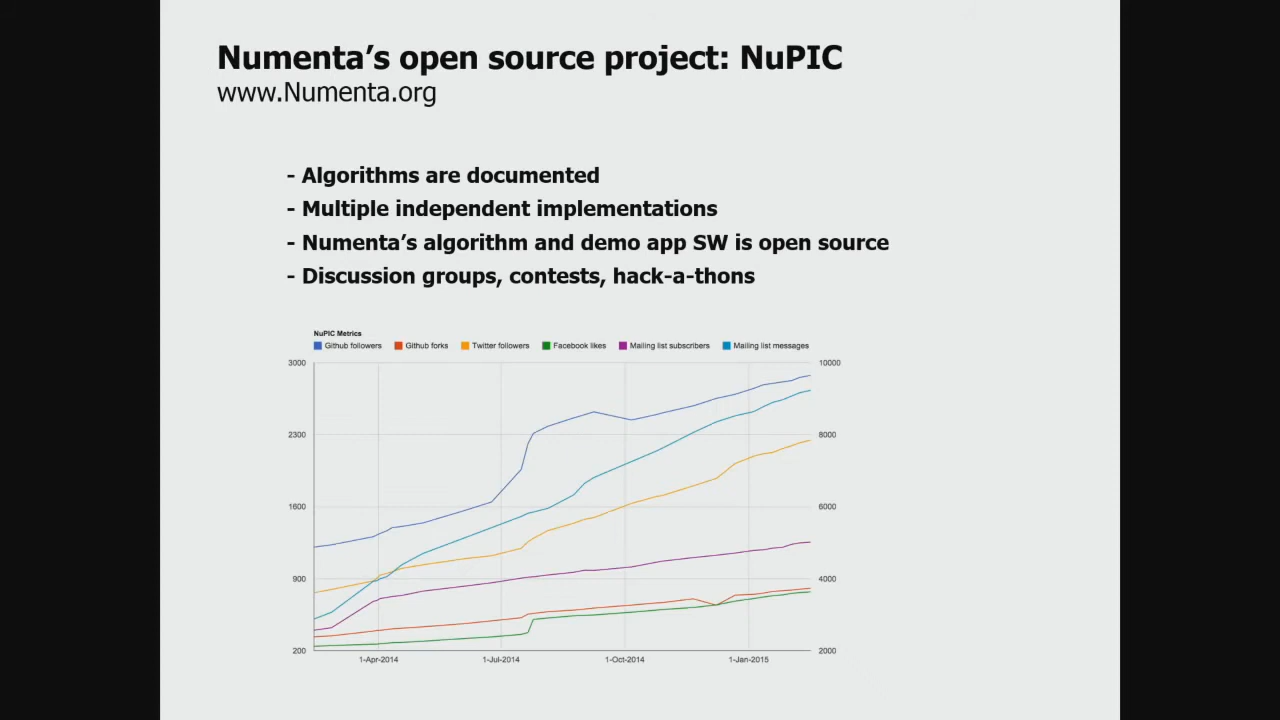 Numenta’s open source project: NuPIC
www.Numenta.org
- Algorithms are documented
- Multiple independent implementations
- Numenta’s algorithm and demo app SW is open source
- Discussion groups, contests, hack-a-thons
NuPIC Metrics
Github followers Github forks Twitter followers Facebook likes Mailing list subscribers Mailing list messages
3000 10000
2300 8000
1600 6000
900 4000
200 2000
1-Apr-2014 1-Jul-2014 1-Oct-2014 1-Jan-2015